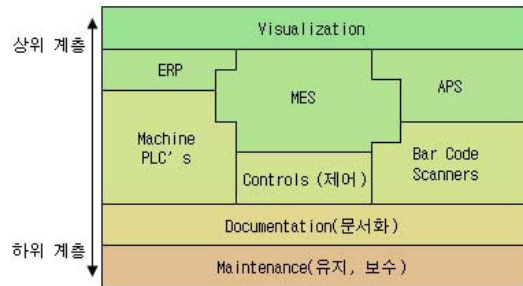 상위 계층
Visualization
ERP
MES
APS
Machine
PLC's
Controls (제어)
Bar Code
Scanners
Documentation(문서화)
하위 계층
Maintenance(유지, 보수)